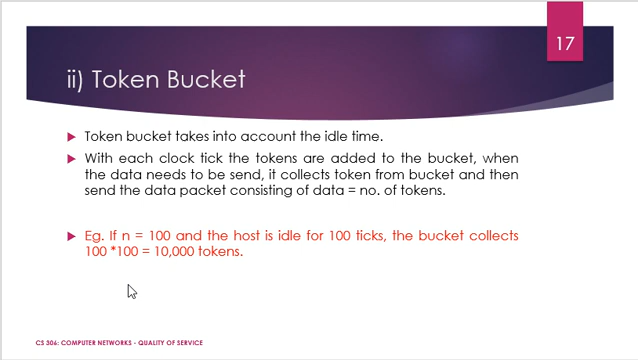 17
ii) Token Bucket
Token bucket takes into account the idle time.
With each clock tick the tokens are added to the bucket, when
the data needs to be send, it collects token from bucket and then
send the data packet consisting of data = no. of tokens.
Eg. If n = 100 and the host is idle for 100 ticks, the bucket collects
100 *100 = 10,000 tokens.
CS 306: COMPUTER NETWORKS - QUALITY OF SERVICE